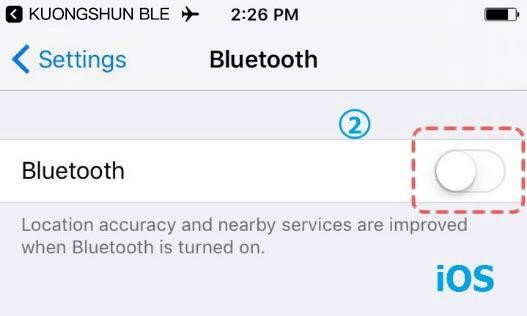 KUONGSHUN BLE 2:26 PM
Settings Bluetooth
②
Bluetooth
Location accuracy and nearby services are improved
when Bluetooth is turned on.
iOS